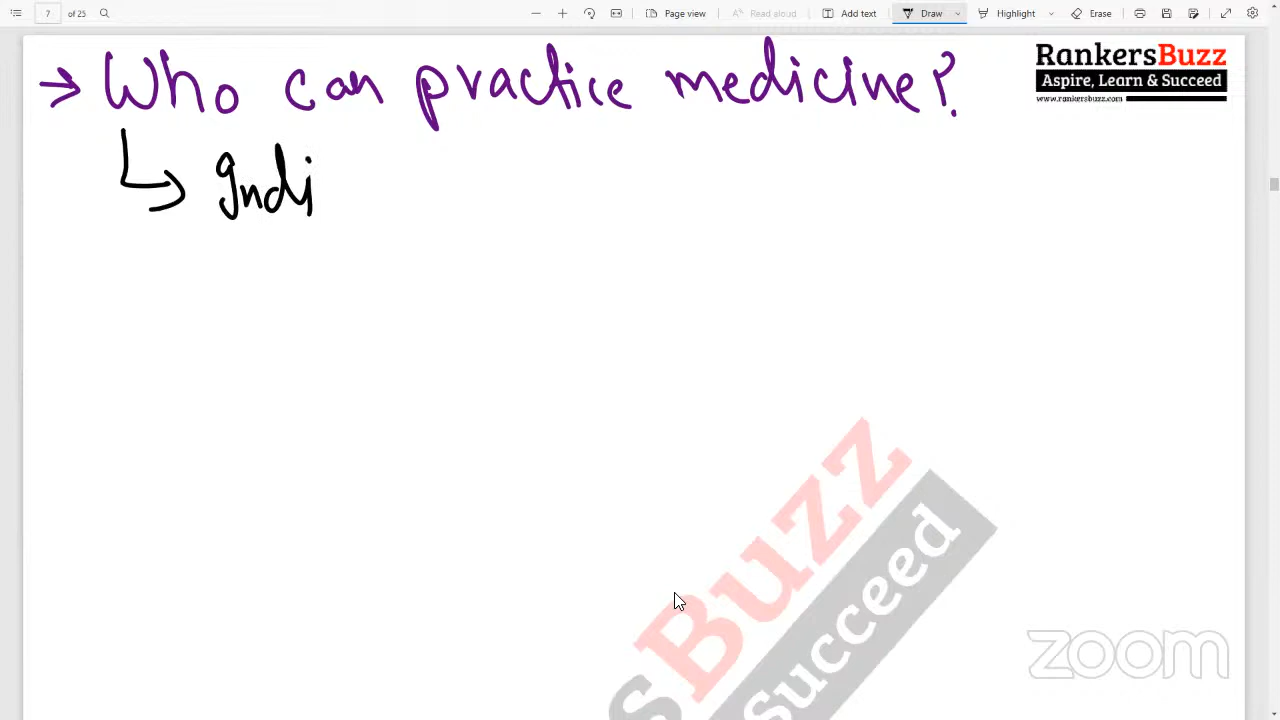 7 of 25 Page view Read aloud Add text Draw Highlight Erase
→ Who can practice medicine?
RankersBuzz
Aspire, Learn & Succeed
www.rankersbuzz.com
Indi
sBuzz
Succeed
zoom